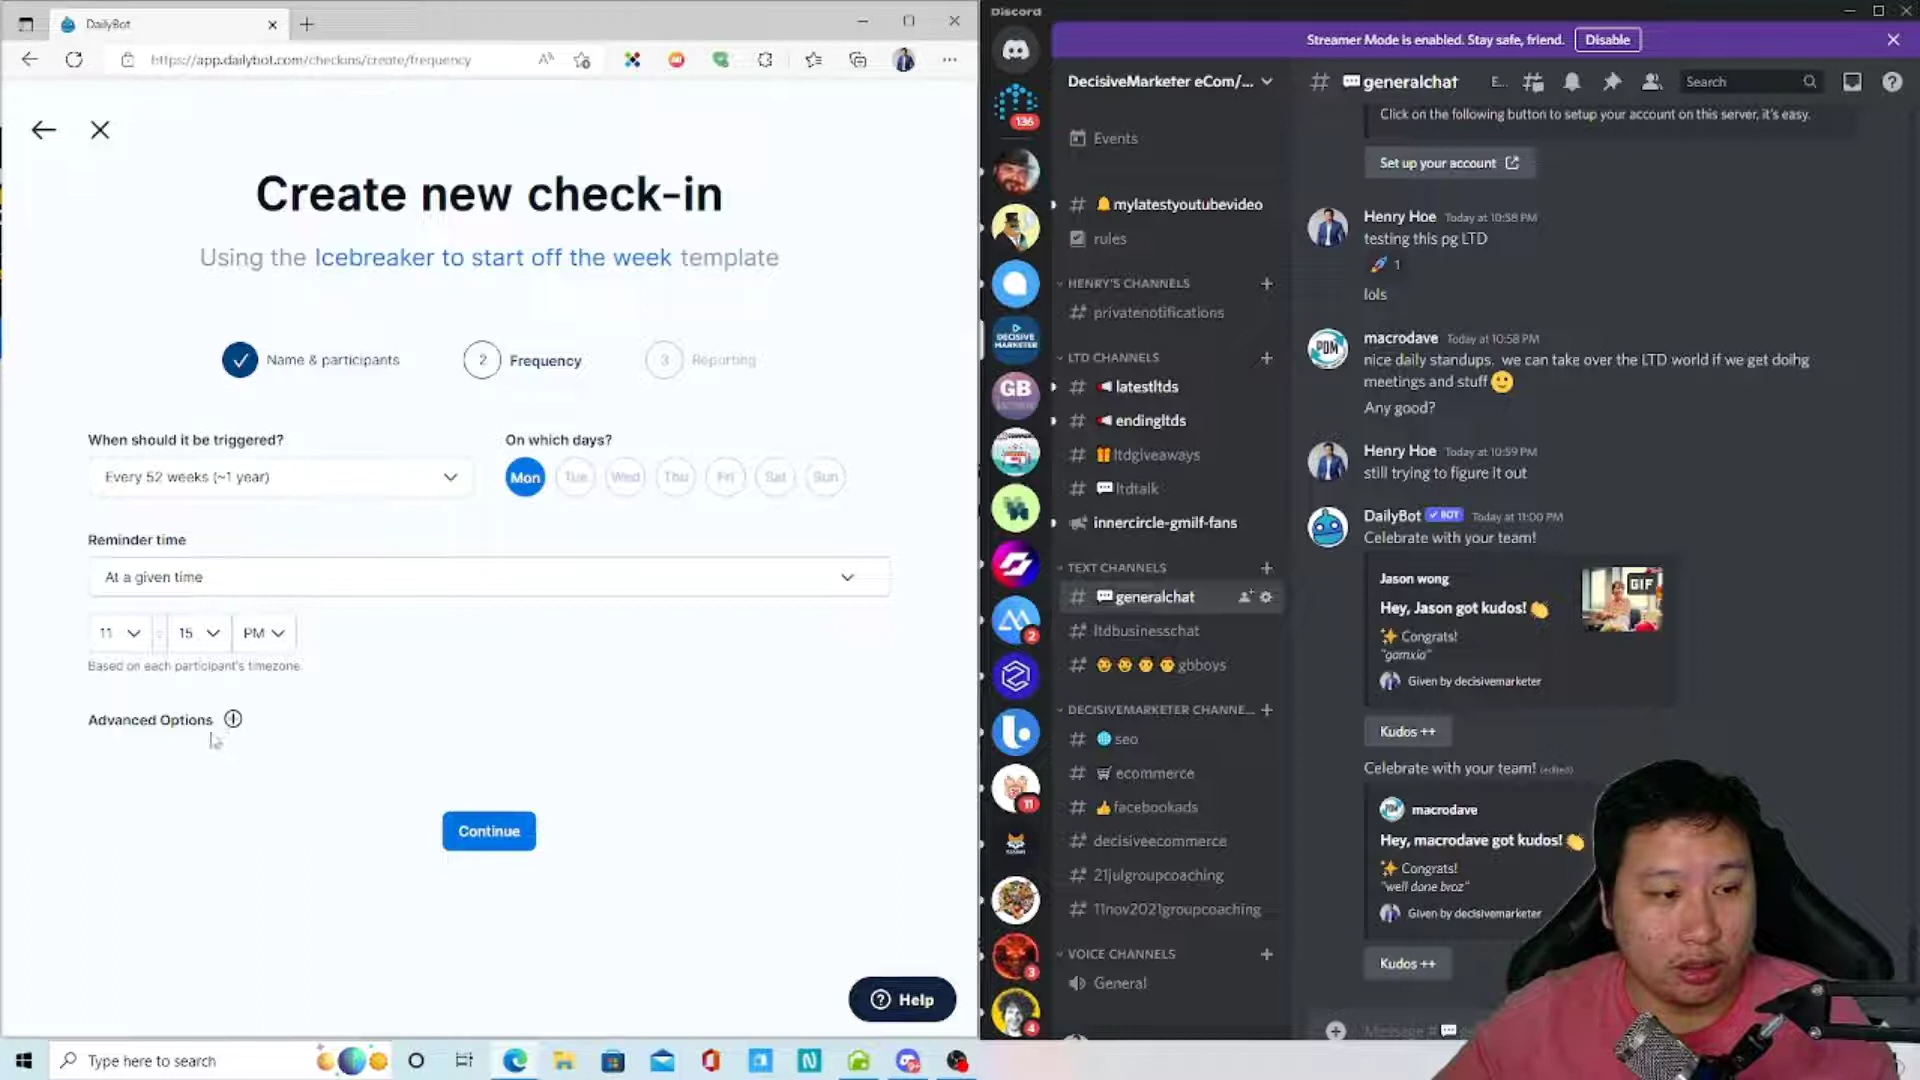 DailyBot
https://app.dailybot.com/checkins/create/frequency
Create new check-in
Using the Icebreaker to start off the week template
Name & participants
2
Frequency
3
Reporting
When should it be triggered?
On which days?
Every 52 weeks (~1 year)
Mon
Tue
Wed
Thu
Fri
Sat
Sun
Reminder time
At a given time
11
:
15
PM
Based on each participant's timezone.
Advanced Options
Continue
Help
Type here to search
Discord
Streamer Mode is enabled. Stay safe, friend.
Disable
136
GB
DECISIVE
MARKETER
2
11
3
4
DecisiveMarketer eCom/...
Events
mylatestyoutubevideo
rules
HENRY'S CHANNELS
privatenotifications
LTD CHANNELS
latestltds
endingltds
ltdgiveaways
ltdtalk
innercircle-gmilf-fans
TEXT CHANNELS
generalchat
ltdbusinesschat
gbboys
DECISIVEMARKETER CHANNE...
seo
ecommerce
facebookads
decisiveecommerce
21julgroupcoaching
11nov2021groupcoaching
VOICE CHANNELS
General
generalchat
E...
Search
Click on the following button to setup your account on this server, it's easy.
Set up your account
Henry Hoe Today at 10:58 PM
testing this pg LTD
1
lols
PDM
macrodave Today at 10:58 PM
nice daily standups. we can take over the LTD world if we get doihg
meetings and stuff
Any good?
Henry Hoe Today at 10:59 PM
still trying to figure it out
DailyBot BOT Today at 11:00 PM
Celebrate with your team!
Jason wong
GIF
Hey, Jason got kudos!
Congrats!
"gamxia"
Given by decisivemarketer
Kudos ++
Celebrate with your team! (edited)
macrodave
Hey, macrodave got kudos!
Congrats!
"well done broz"
Given by decisivemarketer
Kudos ++
Message #